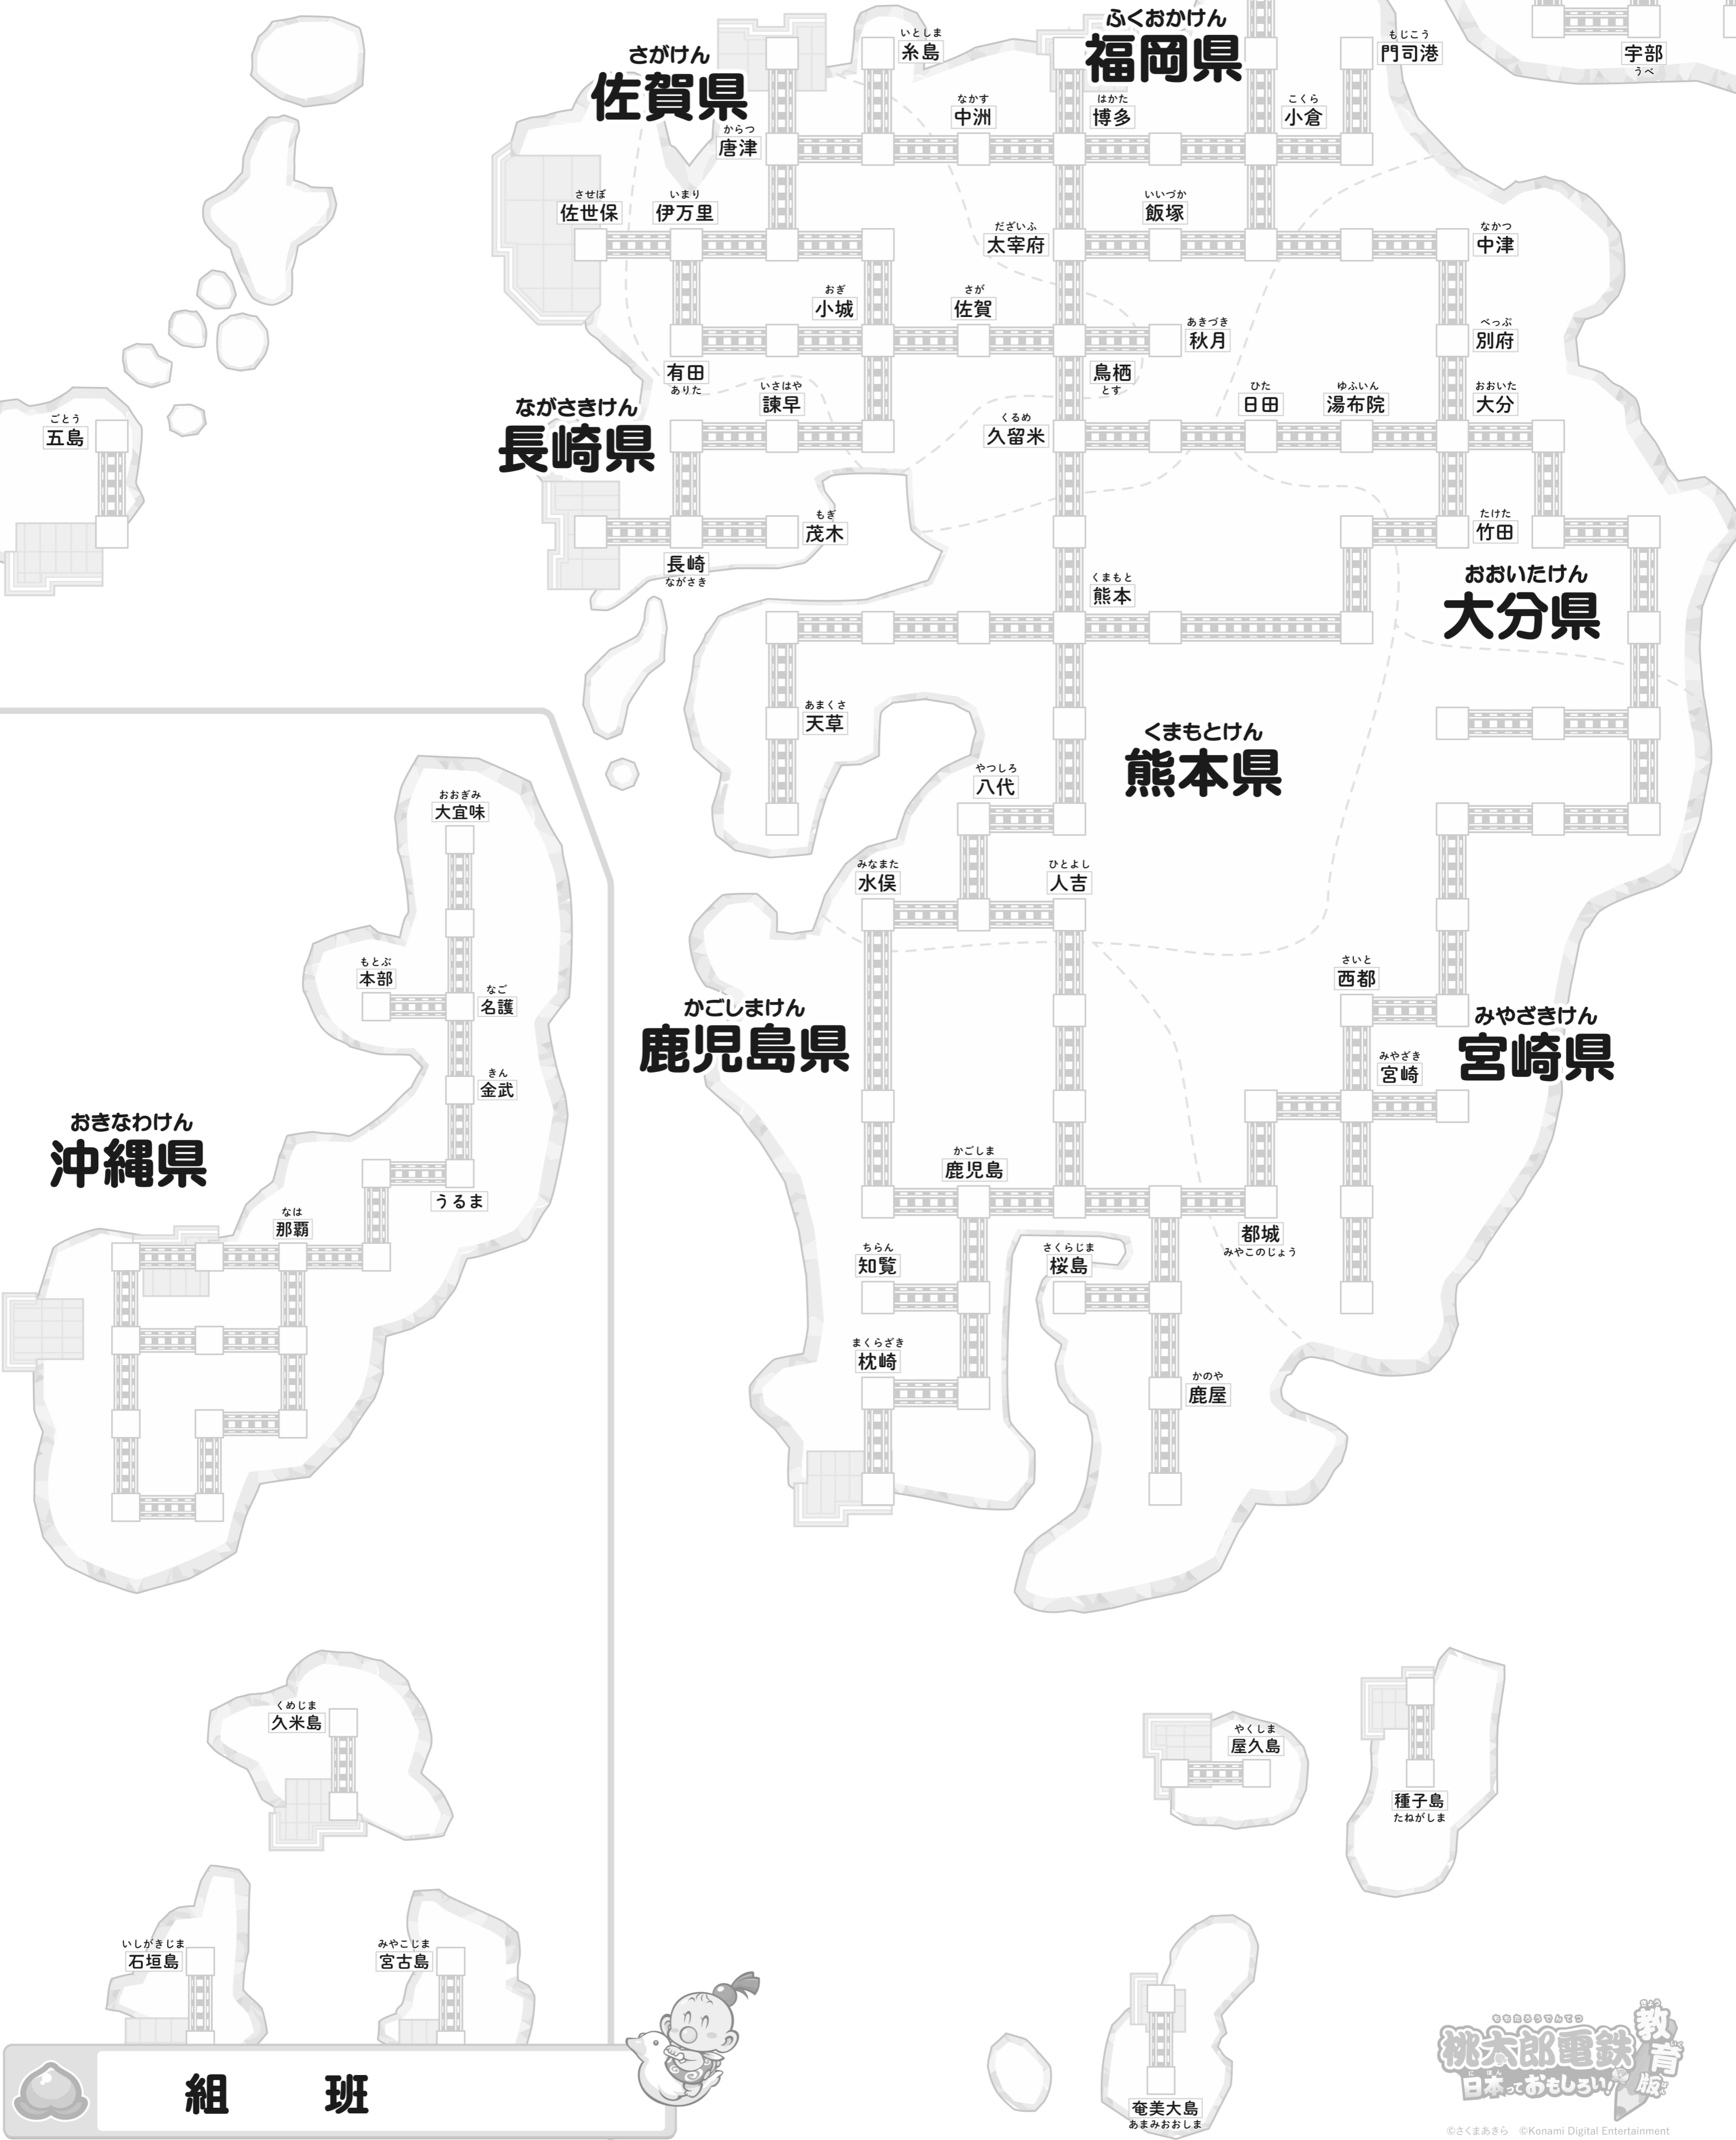 ふくおかけん
福岡県
さがけん
佐賀県
いとしま
糸島
もじこう
門司港
宇部
うべ
なかす
中洲
はかた
博多
こくら
小倉
からつ
唐津
させぼ
佐世保
いまり
伊万里
いいづか
飯塚
だざいふ
太宰府
なかつ
中津
おぎ
小城
さが
佐賀
あきづき
秋月
べっぷ
別府
有田
ありた
鳥栖
とす
いさはや
諫早
ひた
日田
ゆふいん
湯布院
おおいた
大分
ながさきけん
長崎県
くるめ
久留米
ごとう
五島
もぎ
茂木
たけた
竹田
長崎
ながさき
くまもと
熊本
おおいたけん
大分県
あまくさ
天草
くまもとけん
熊本県
やつしろ
八代
おおぎみ
大宜味
みなまた
水俣
ひとよし
人吉
もとぶ
本部
なご
名護
さいと
西都
かごしまけん
鹿児島県
みやざきけん
宮崎県
みやざき
宮崎
きん
金武
おきなわけん
沖縄県
かごしま
鹿児島
うるま
なは
那覇
都城
みやこのじょう
ちらん
知覧
さくらじま
桜島
まくらざき
枕崎
かのや
鹿屋
くめじま
久米島
やくしま
屋久島
種子島
たねがしま
いしがきじま
石垣島
みやこじま
宮古島
組 班
奄美大島
あまみおおしま
ももたろうでんてつ
桃太郎電鉄
日本っておもしろい!
きょういくばん
教育版
©さくまあきら ©Konami Digital Entertainment